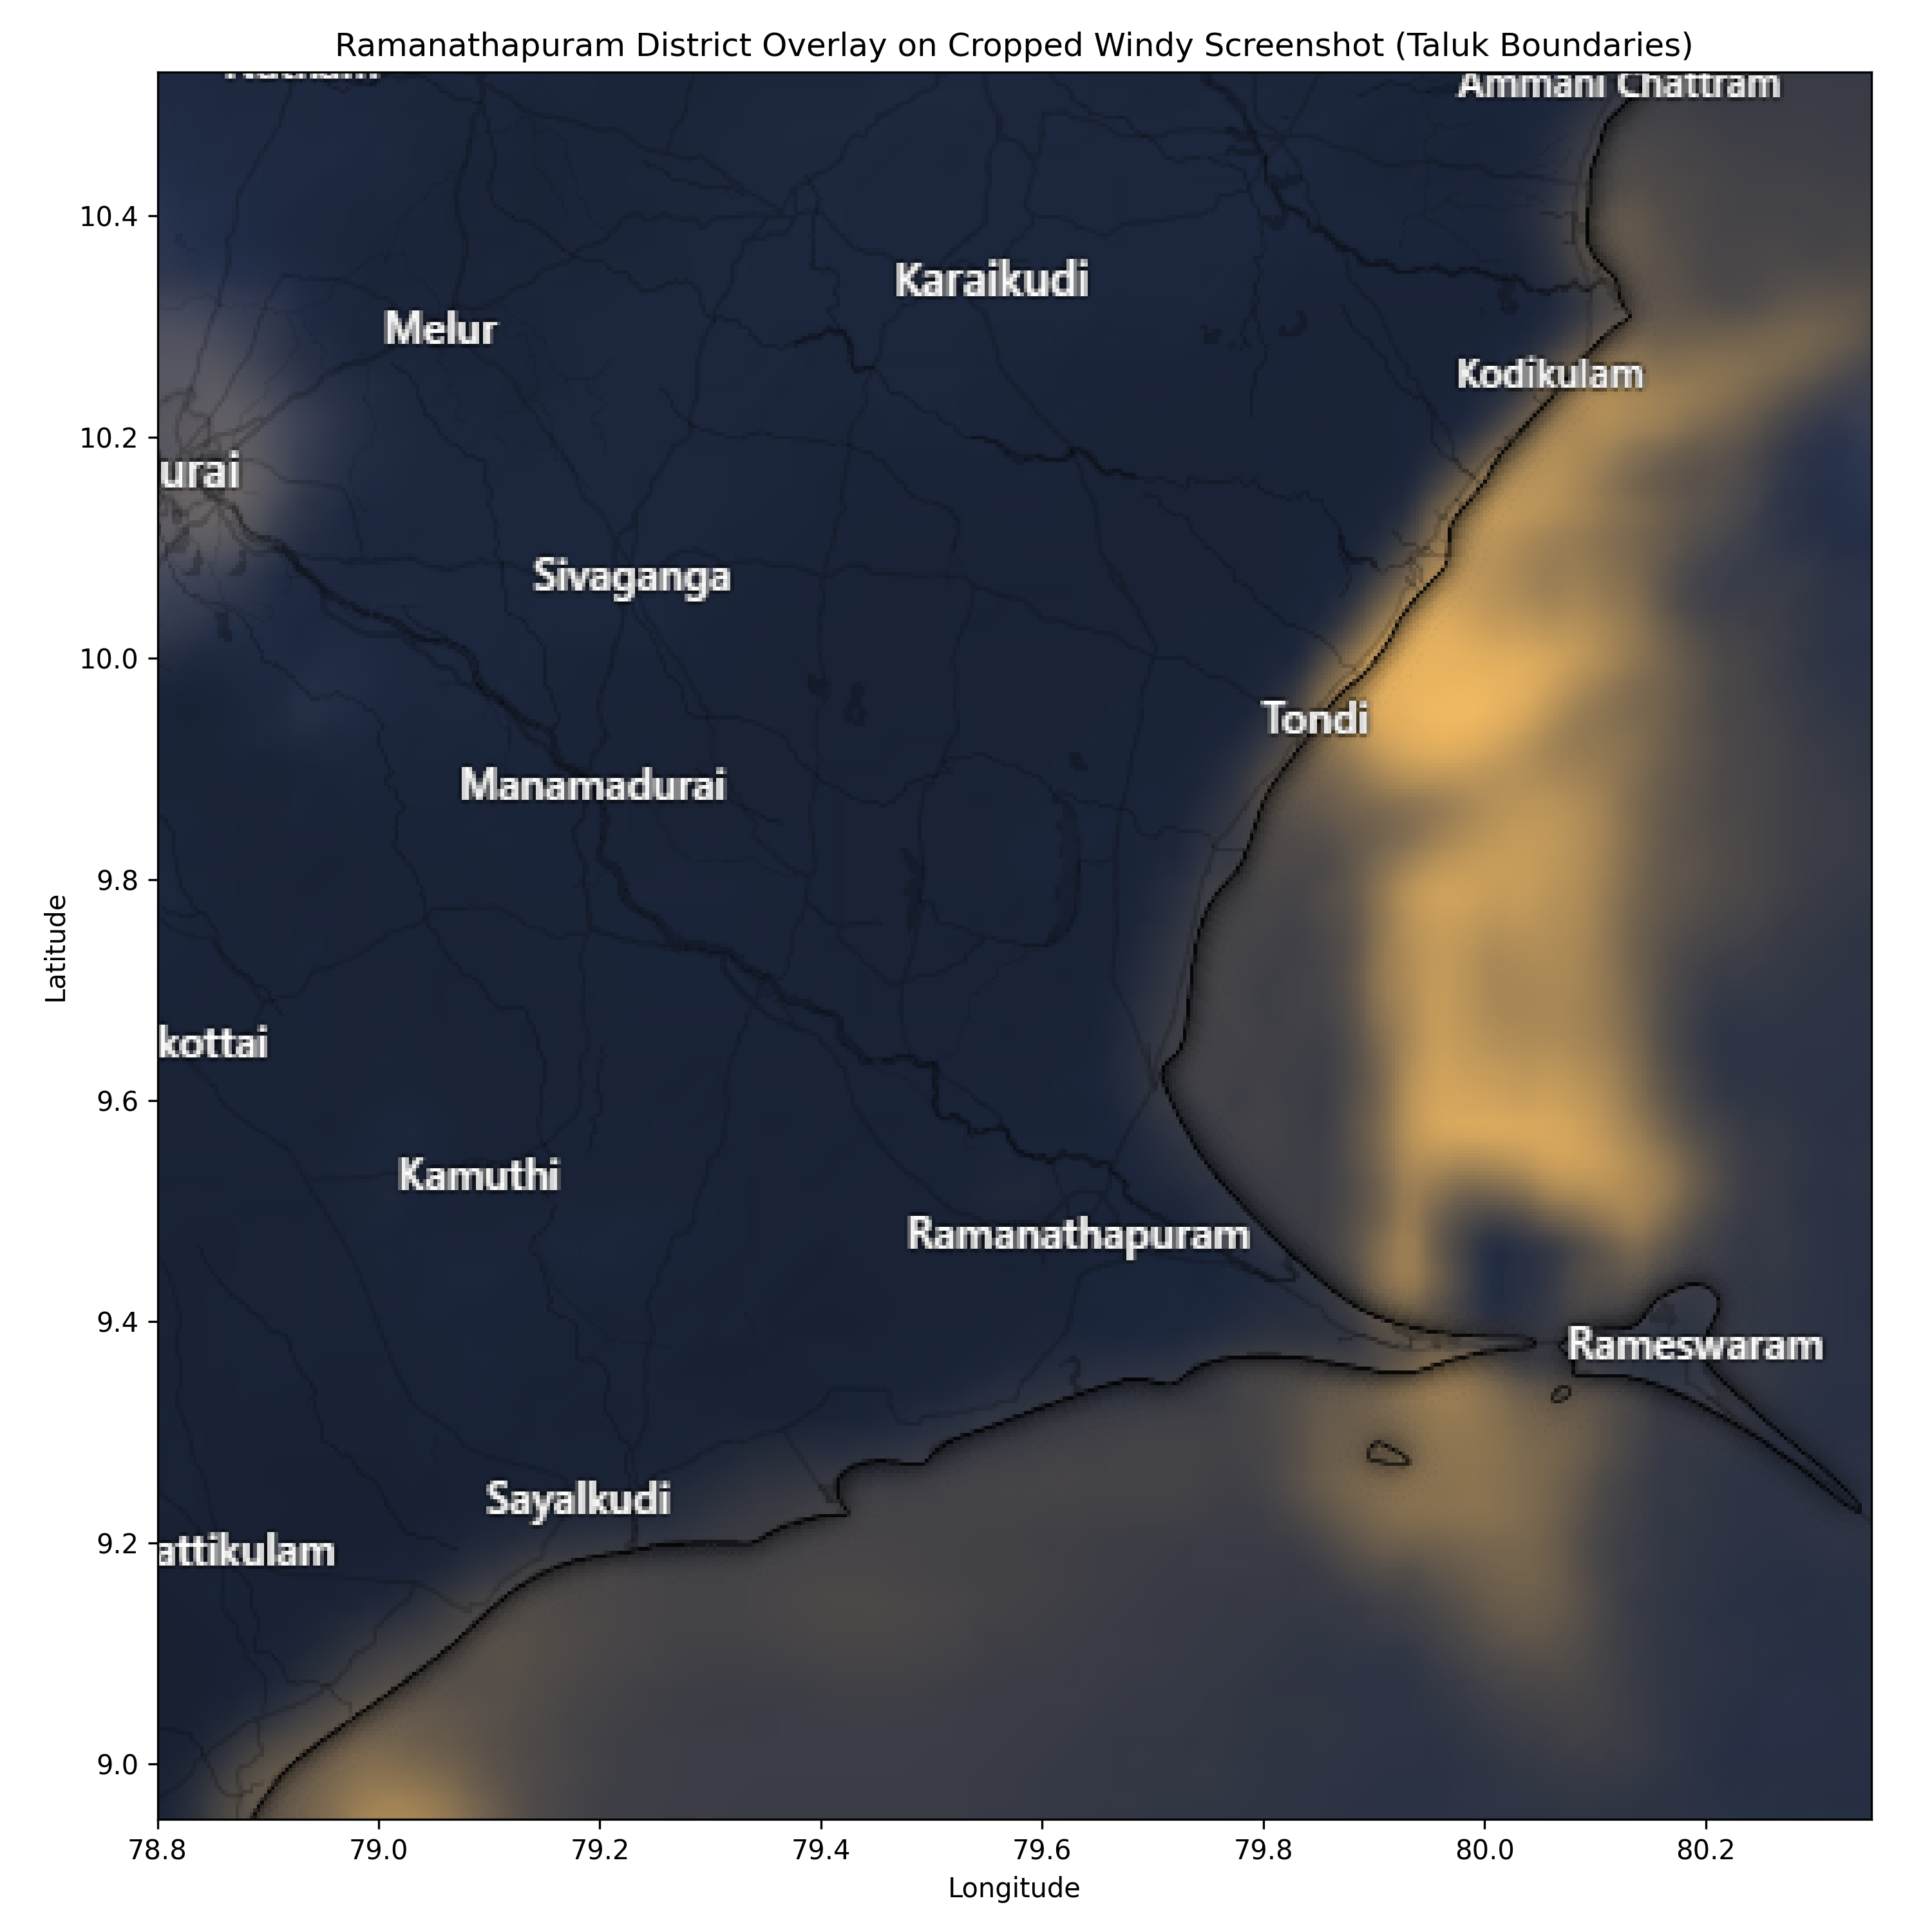 Ramanathapuram District Overlay on Cropped Windy Screenshot (Taluk Boundaries)
Ammani Chattram
10.4
Karaikudi
Melur
Kodikulam
10.2
urai
Sivaganga
10.0
Tondi
Manamadurai
9.8
Latitude
kottai
9.6
Kamuthi
Ramanathapuram
9.4
Rameswaram
Sayalkudi
9.2
attikulam
9.0
78.8 79.0 79.2 79.4 79.6 79.8 80.0 80.2
Longitude